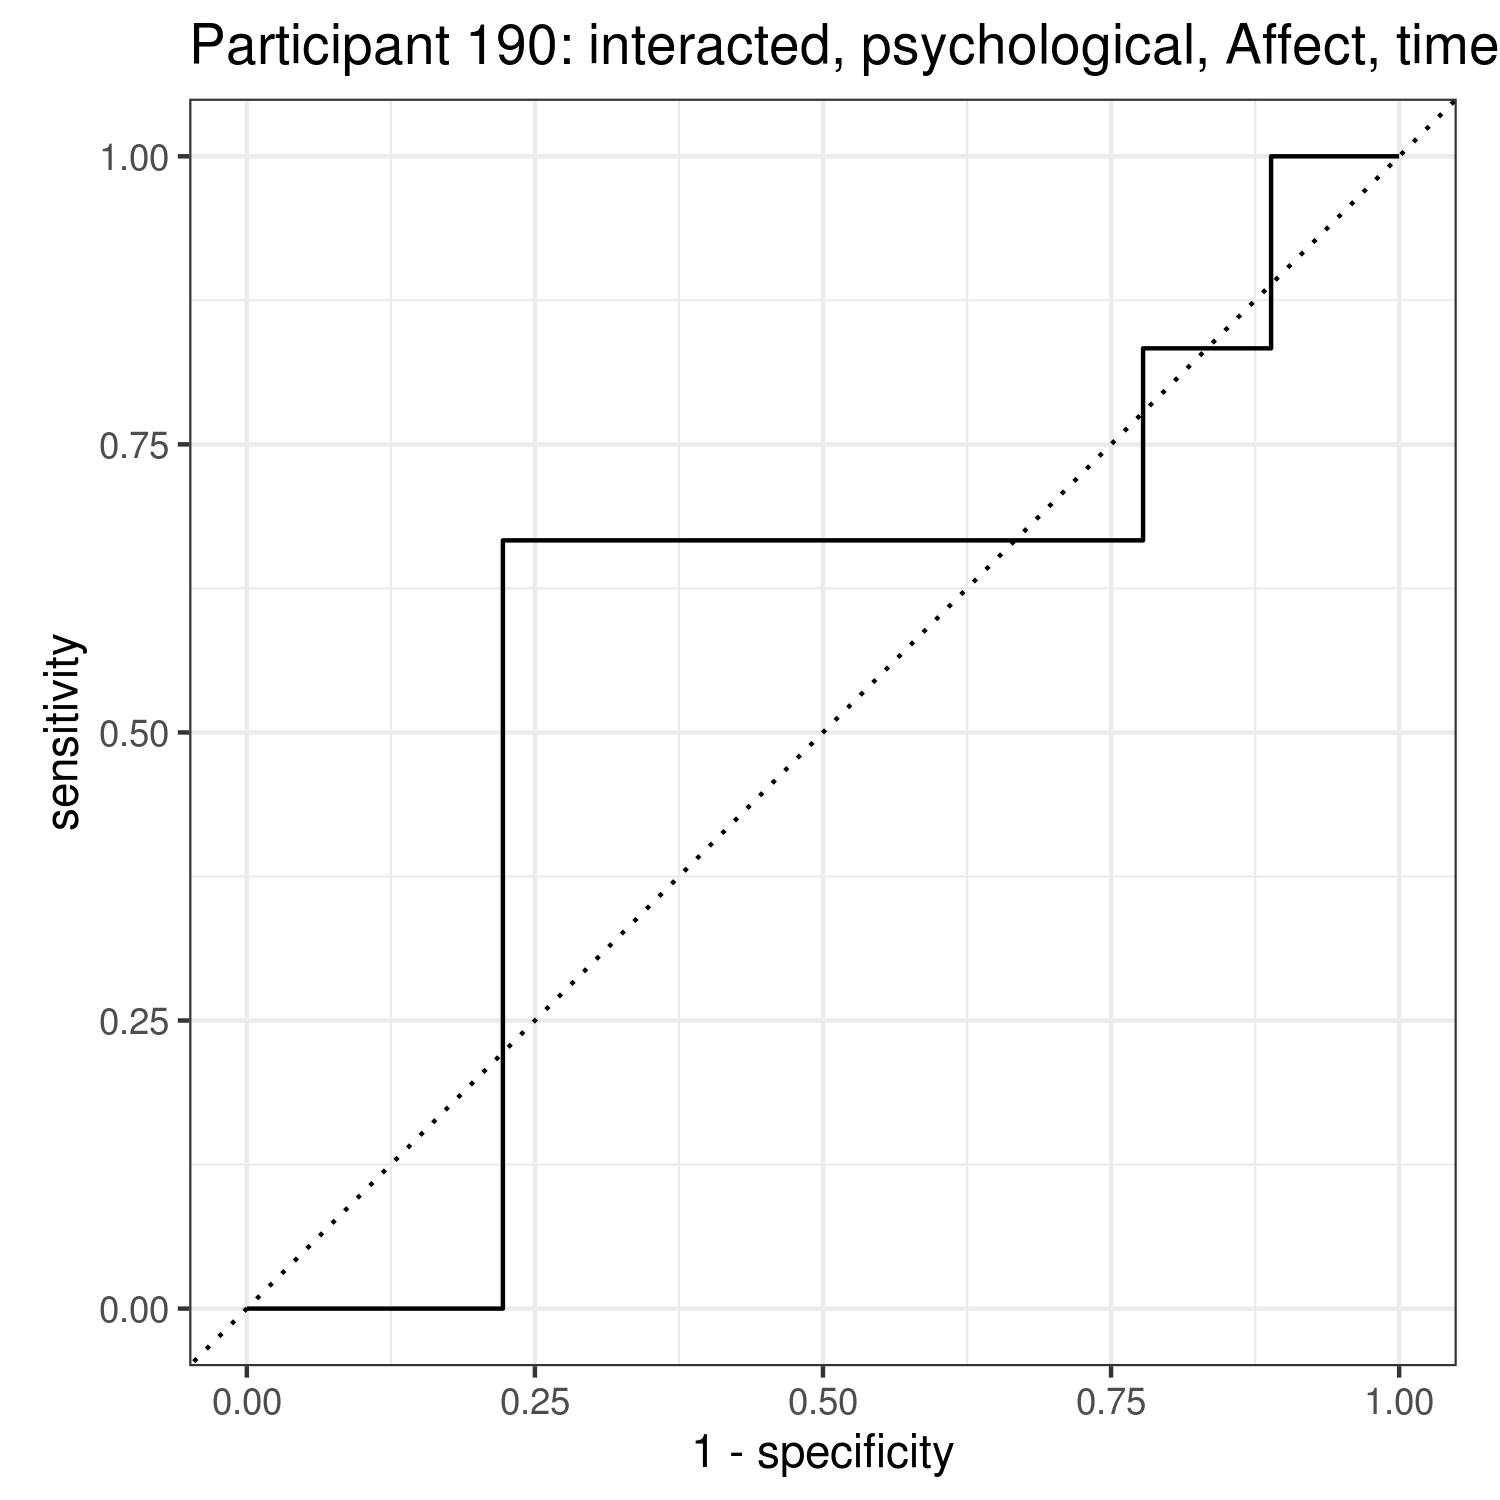 Participant 190: interacted, psychological, Affect, time
1.00
0.75
0.50
0.25
0.00
sensitivity
0.00 0.25 0.50 0.75 1.00
1 - specificity